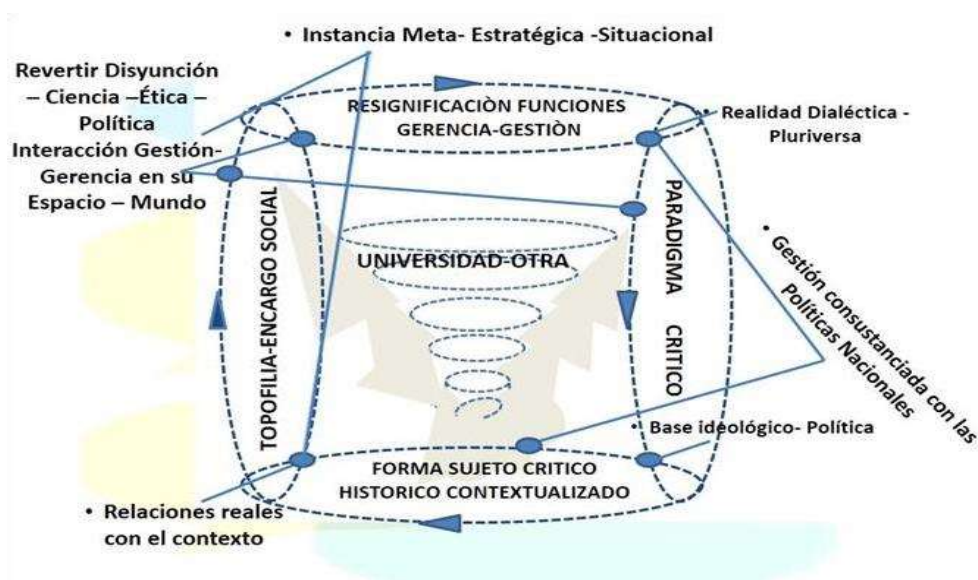 • Instancia Meta- Estratégica -Situacional
Revertir Disyunción
– Ciencia –Ética –
Política
Interacción Gestión-
Gerencia en su
Espacio – Mundo
RESIGNIFICACIÒN FUNCIONES
GERENCIA-GESTIÒN
• Realidad Dialéctica -
Pluriversa
TOPOFILIA-ENCARGO SOCIAL
UNIVERSIDAD-OTRA
PARADIGMA CRITICO
• Gestión consustanciada con las
Políticas Nacionales
• Base ideológico- Política
FORMA SUJETO CRITICO
HISTORICO CONTEXTUALIZADO
• Relaciones reales
con el contexto